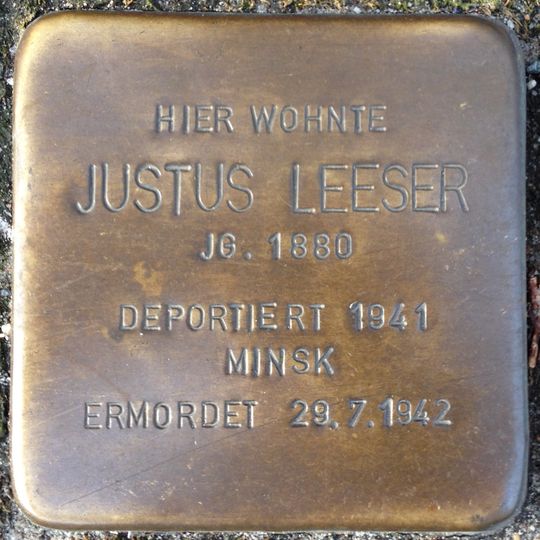 HIER WOHNTE
JUSTUS LEESER
JG. 1880
DEPORTIERT 1941
MINSK
ERMORDET 29.7.1942